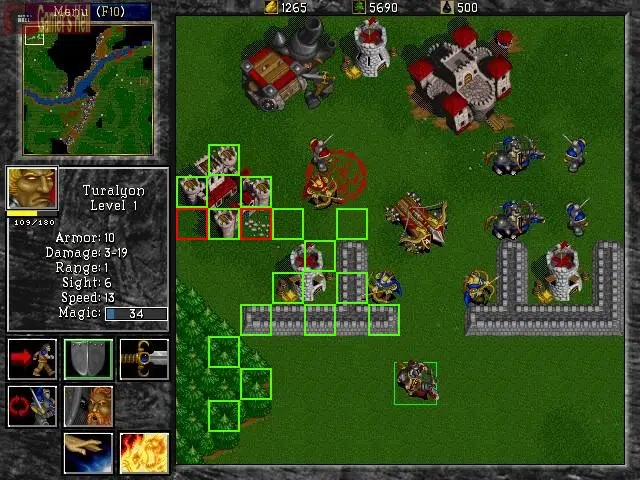 Menu (F10)
1265
5690
500
Turalyon
Level 1
109/180
Armor: 10
Damage: 3-19
Range: 1
Sight: 6
Speed: 13
Magic: 34